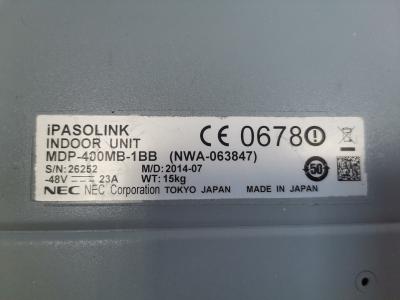 iPASOLINK
INDOOR UNIT
MDP-400MB-1BB (NWA-063847)
S/N: 26252 M/D: 2014-07
-48V 23A WT: 15kg
NEC NEC Corporation TOKYO JAPAN MADE IN JAPAN
CE 0678
50